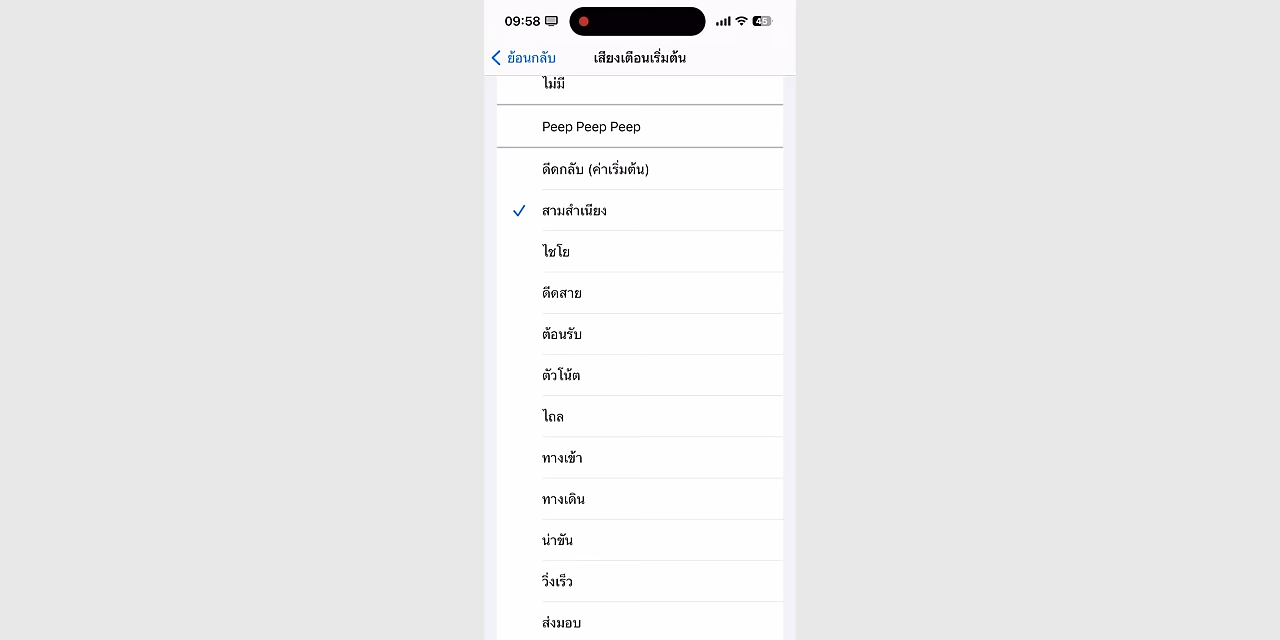 09:58
45
ย้อนกลับ
เสียงเตือนเริ่มต้น
ไม่มี
Peep Peep Peep
ดีดกลับ (ค่าเริ่มต้น)
สามสำเนียง
ไชโย
ดีดสาย
ต้อนรับ
ตัวโน้ต
ไถล
ทางเข้า
ทางเดิน
น่าขัน
วิ่งเร็ว
ส่งมอบ